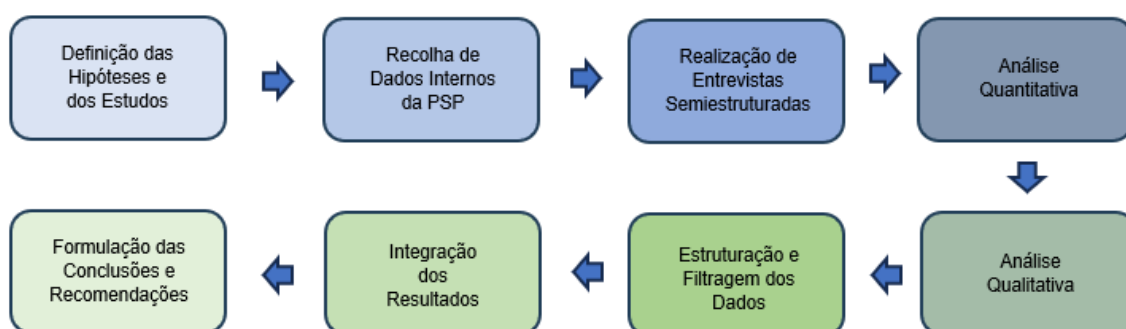 Definição das
Hipóteses e
dos Estudos
Recolha de
Dados Internos
da PSP
Realização de
Entrevistas
Semiestruturadas
Análise
Quantitativa
Análise
Qualitativa
Estruturação e
Filtragem dos
Dados
Integração
dos
Resultados
Formulação das
Conclusões e
Recomendações